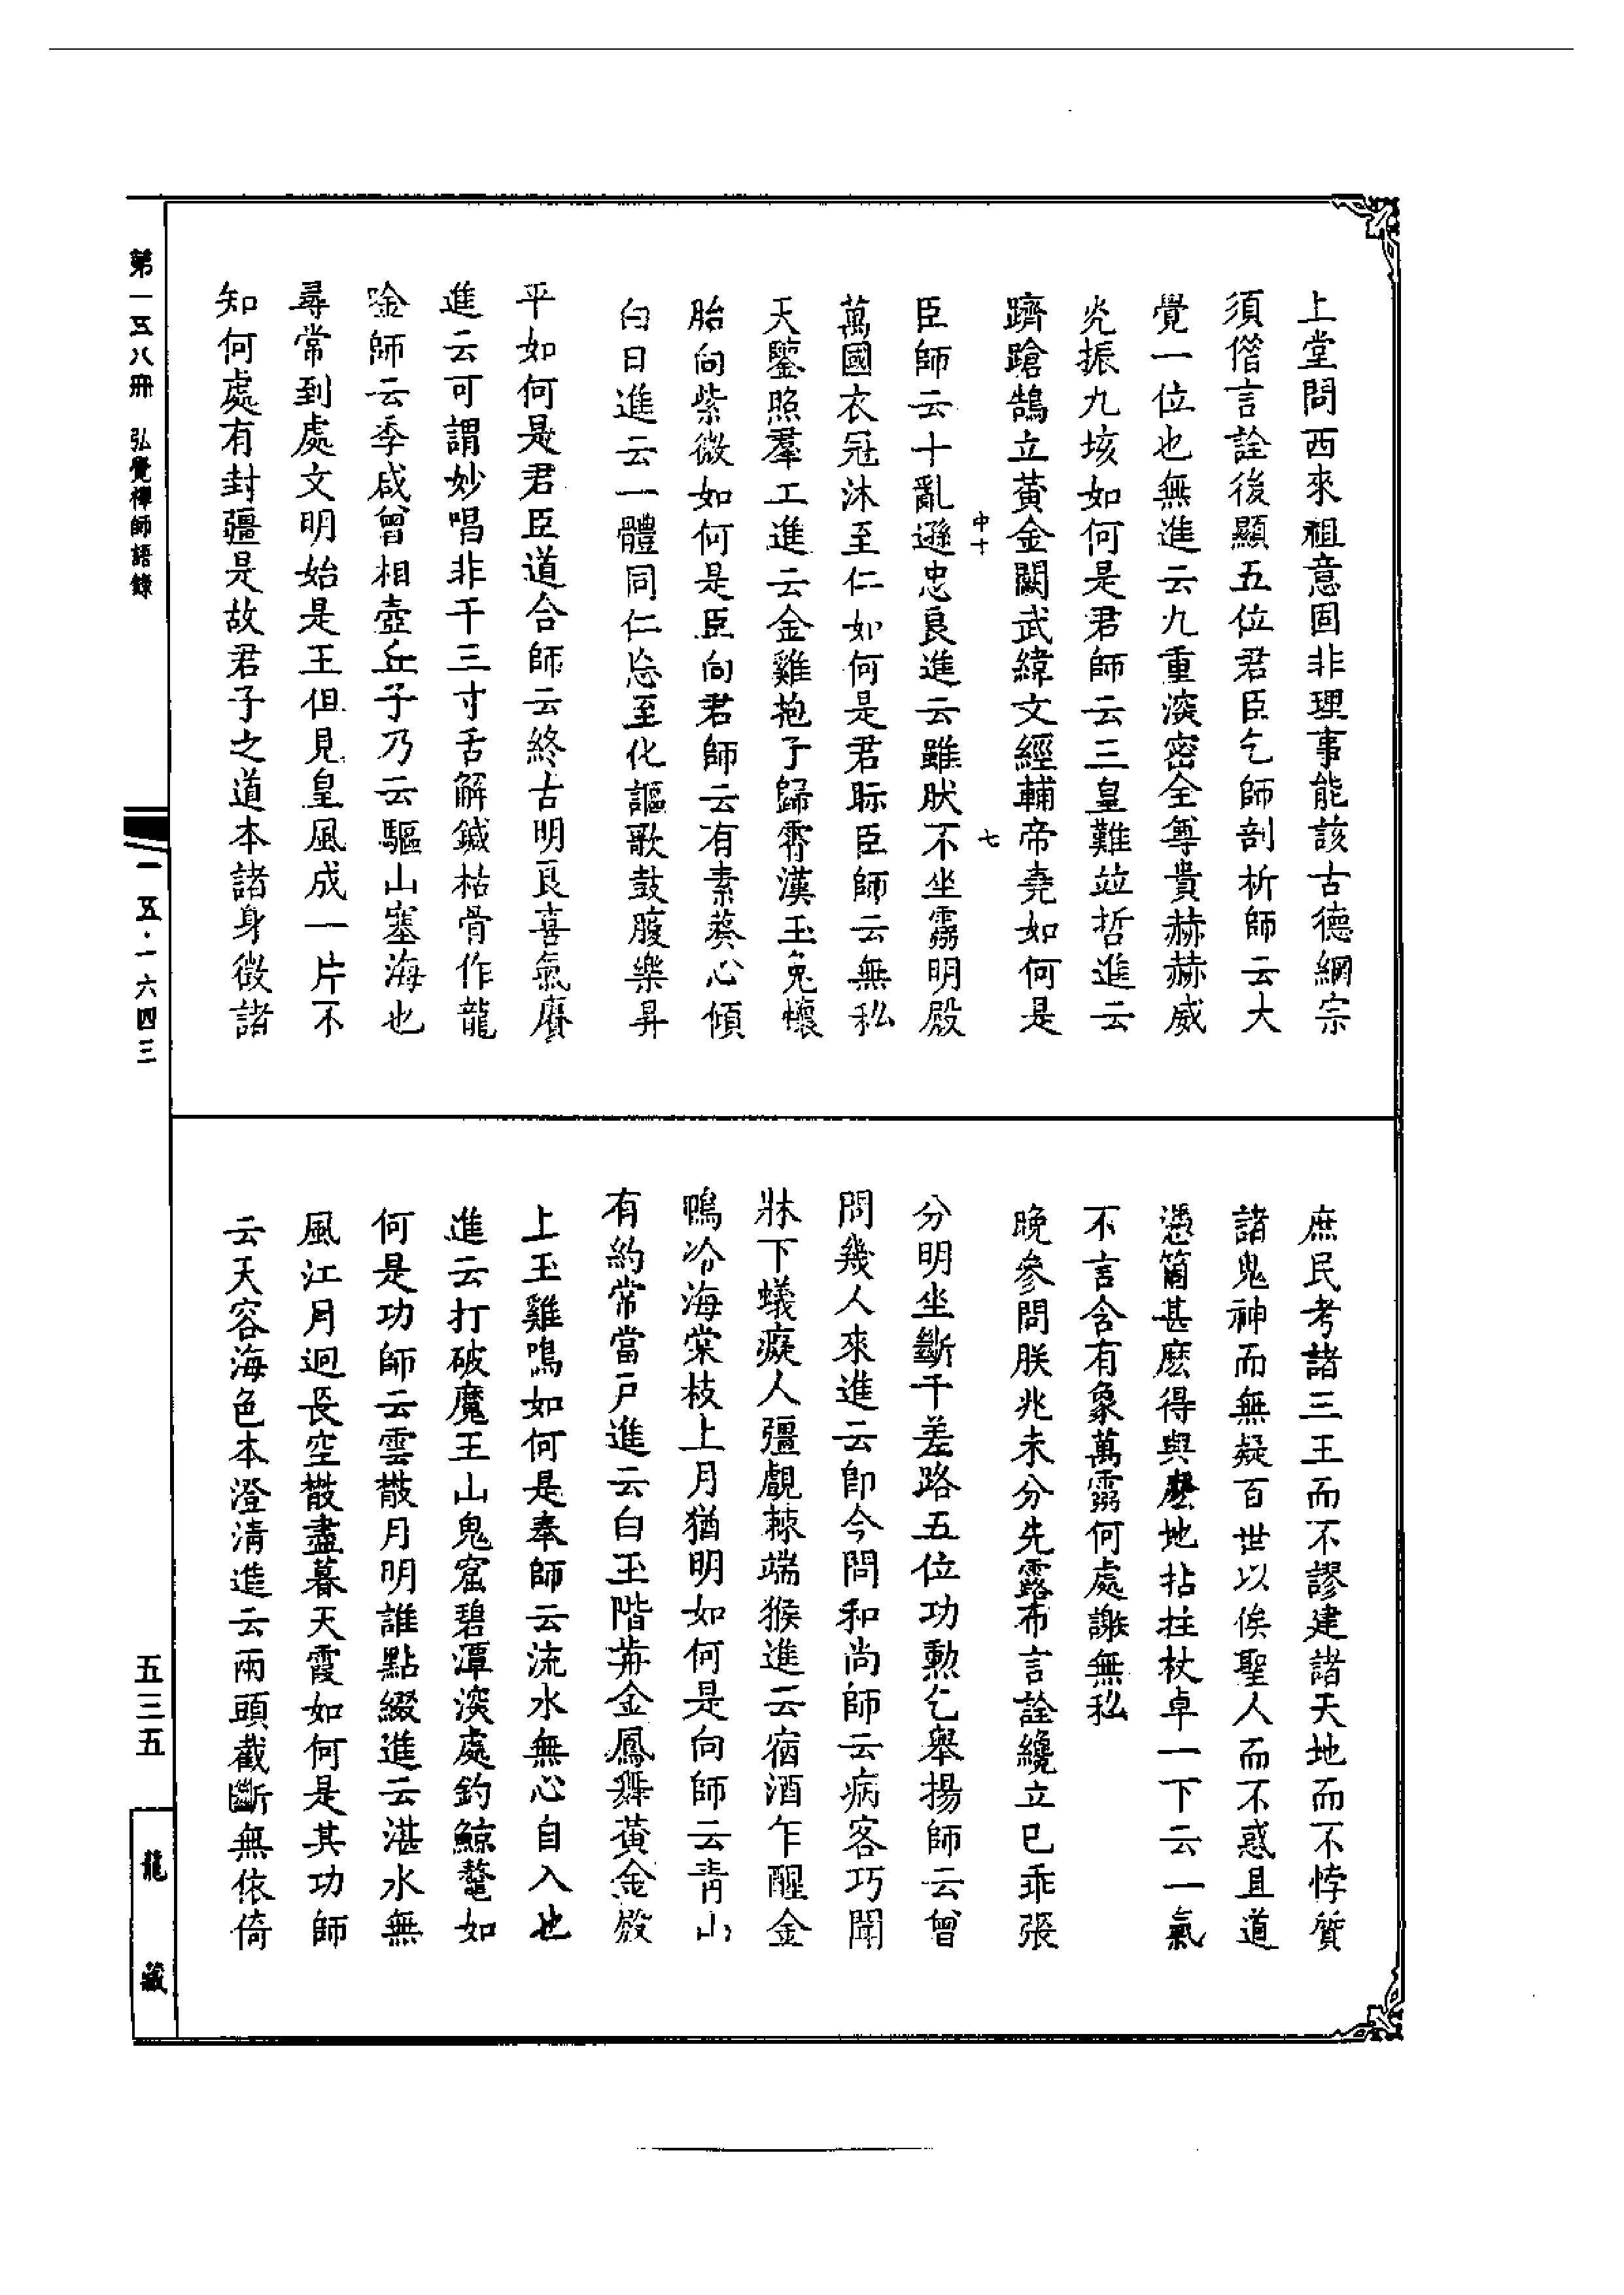 上堂問西來祖意固非理事能該古德綱宗
須僭言詮後顯五位君臣乞師剖析師云大
覺一位也無進云九重深密全尊貴赫赫威
光振九垓如何是君師云三皇難竝哲進云
蹡蹌鵠立黃金闕武緯文經輔帝堯如何是
中十
七
臣師云十亂遜忠良進云雖狀不坐靈明殿
萬國衣冠沐至仁如何是君眎臣師云無私
天鑒照羣工進云金雞抱子歸霄漢玉兔懷
胎向紫微如何是臣向君師云有素葵心傾
白日進云一體同仁忘至化謳歌鼓腹樂昇
平如何是君臣道合師云終古明良喜氣賡
進云可謂妙唱非干三寸舌解鍼枯骨作龍
唫師云季咸曾相壺丘子乃云驅山塞海也
尋常到處文明始是王但見皇風成一片不
知何處有封疆是故君子之道本諸身徵諸
庶民考諸三王而不謬建諸天地而不悖質
諸鬼神而無疑百世以俟聖人而不惑且道
憑箇甚麼得與麼地拈拄杖卓一下云一氣
不言含有象萬靈何處謝無私
晚參問朕兆未分先露布言詮纔立已乖張
分明坐斷千差路五位功勲乞舉揚師云曾
問幾人來進云即今問和尚師云病客巧聞
牀下蟻癡人彊覷棘端猴進云宿酒乍醒金
鴨冷海棠枝上月猶明如何是向師云青山
有約常當戶進云白玉階前金鳳舞黃金殿
上玉雞鳴如何是奉師云流水無心自入也
進云打破魔王山鬼窟碧潭深處釣鯨鼇如
何是功師云雲散月明誰點綴進云湛水無
風江月迥長空散盡暮天霞如何是其功師
云天容海色本澄清進云兩頭截斷無依倚
第一五八冊 弘覺禪師語錄
一五·一六四三
五三五
龍藏